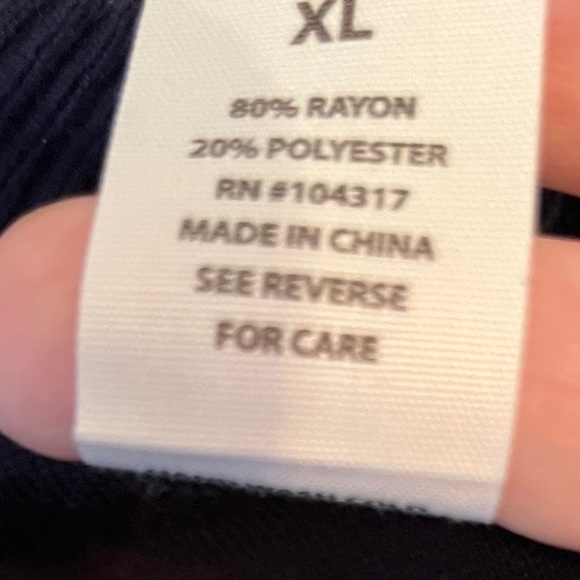 XL
80% RAYON
20% POLYESTER
RN #104317
MADE IN CHINA
SEE REVERSE
FOR CARE